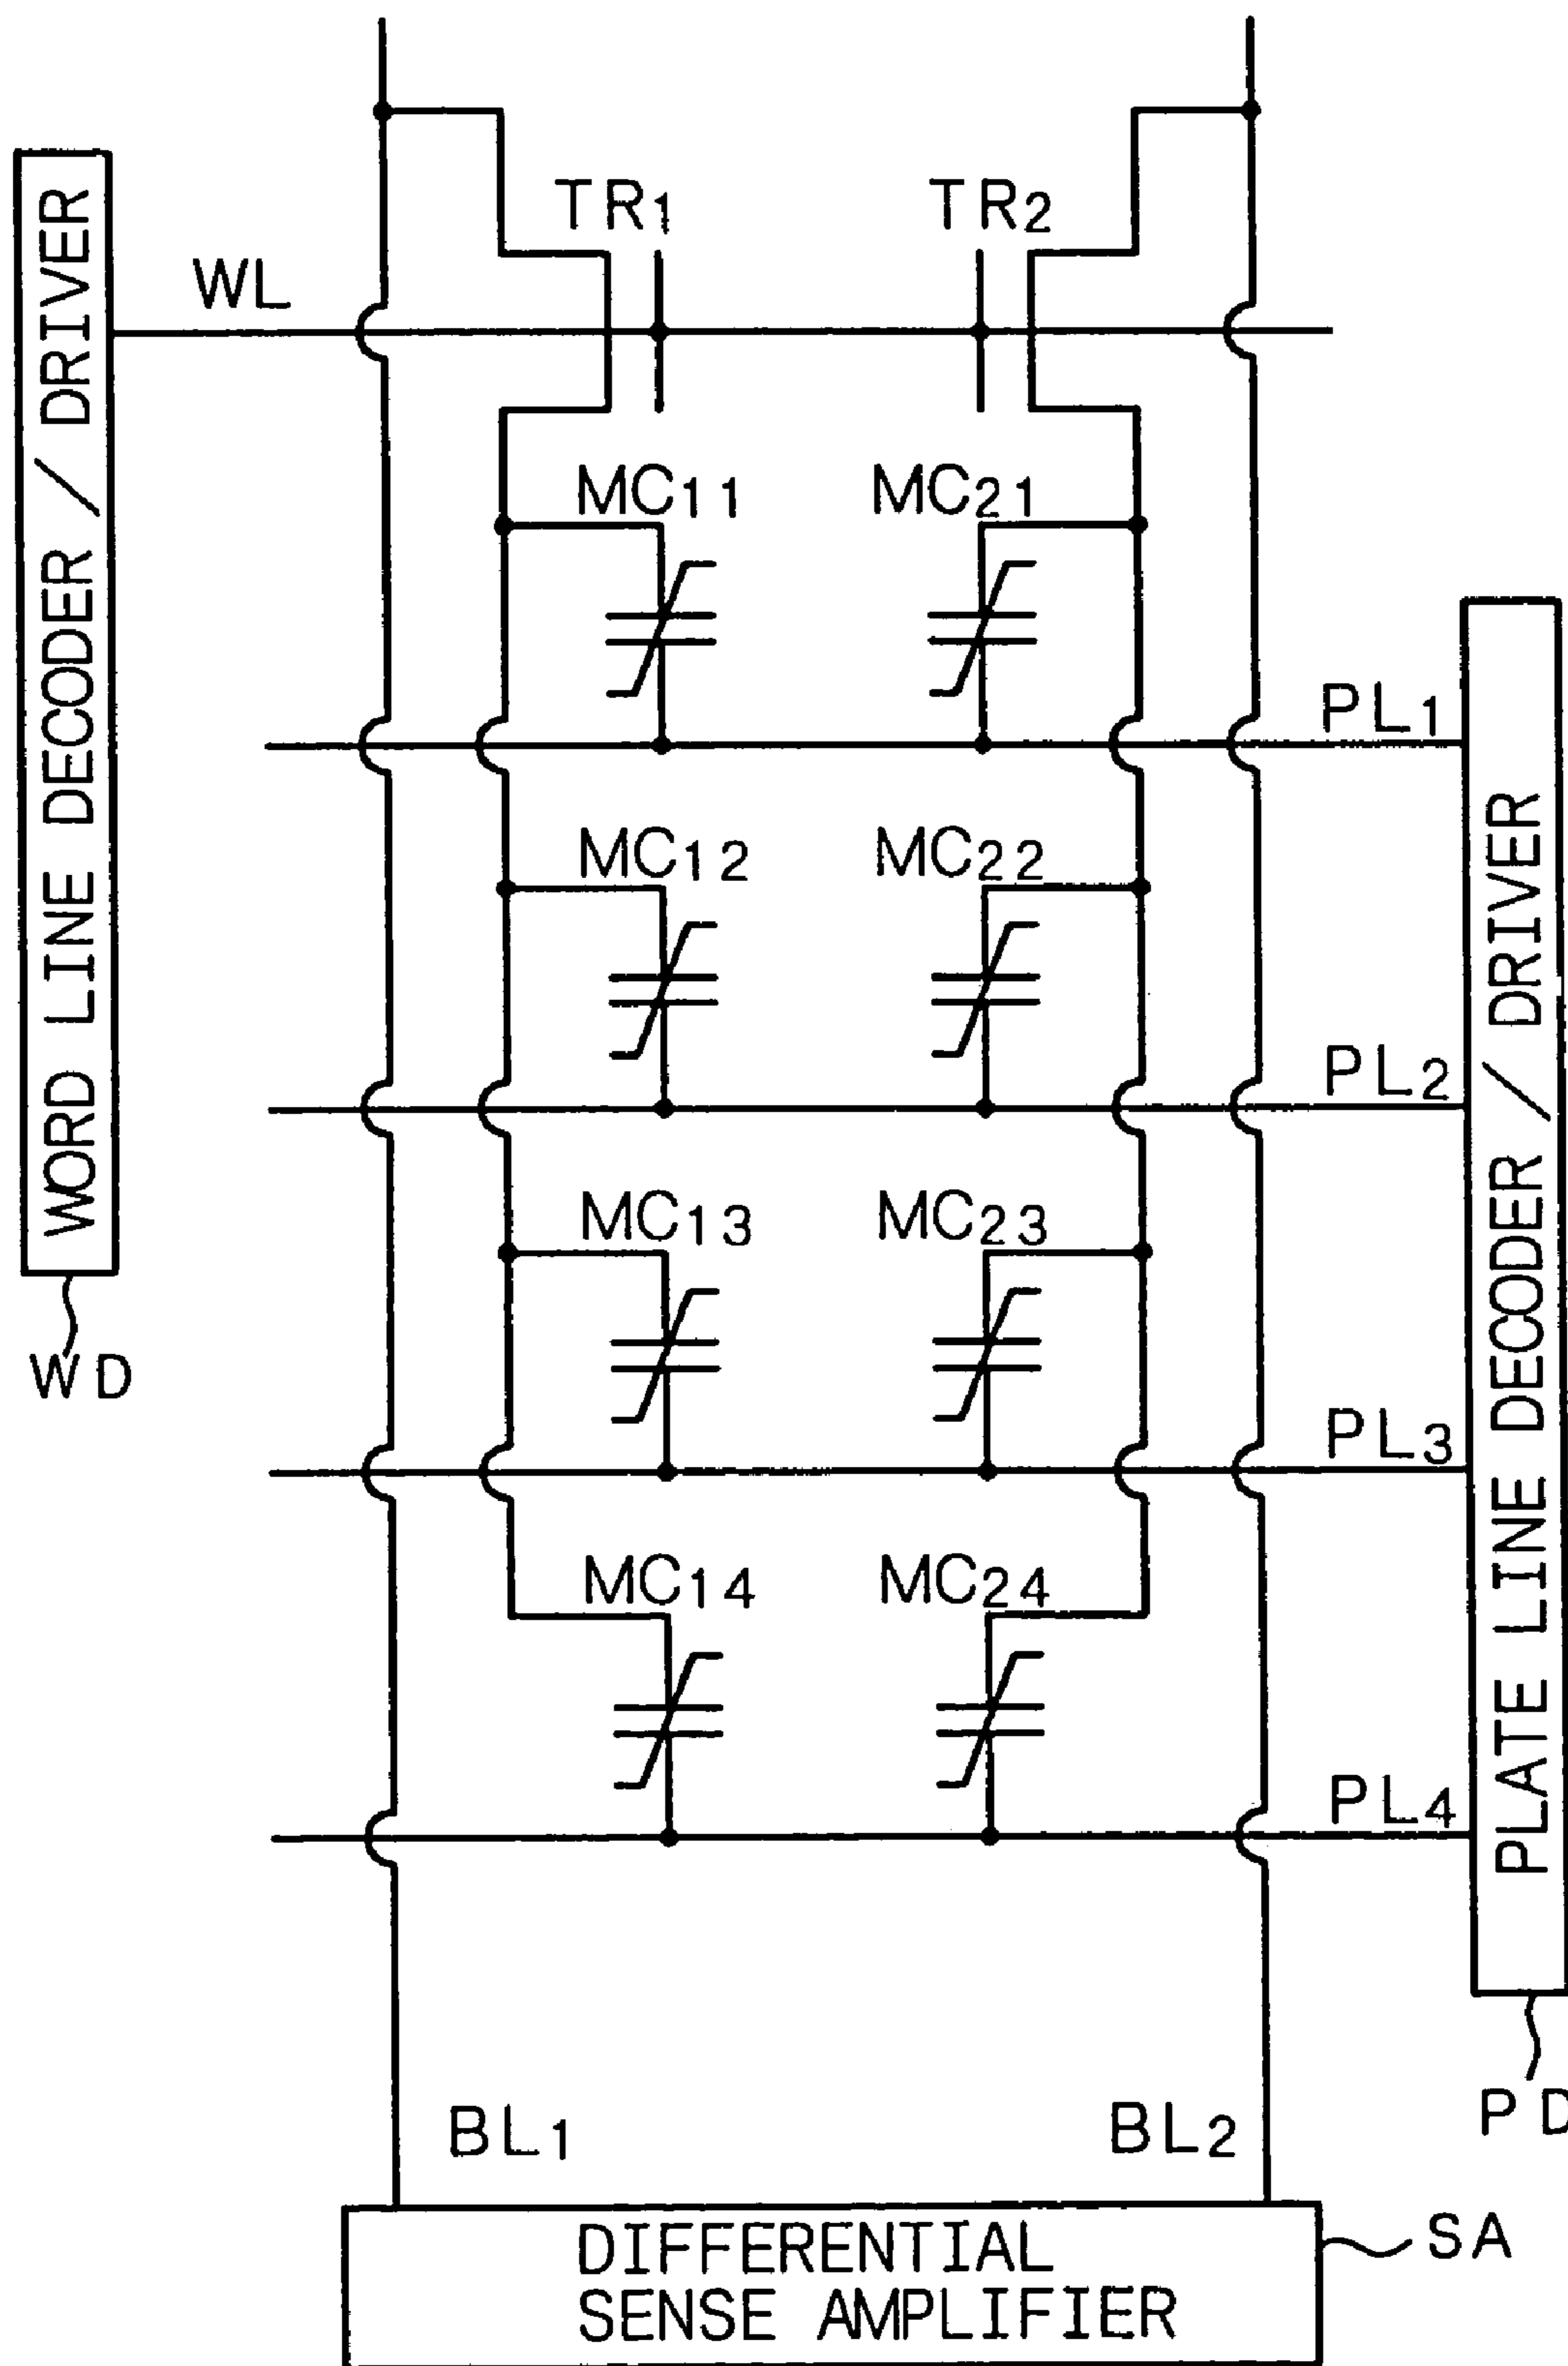 TR1 TR2
WL
WORD LINE DECODER / DRIVER
WD
MC11 MC21
PL1
MC12 MC22
PL2
MC13 MC23
PL3
MC14 MC24
PL4
PLATE LINE DECODER / DRIVER
PD
BL1 BL2
DIFFERENTIAL
SENSE AMPLIFIER
SA